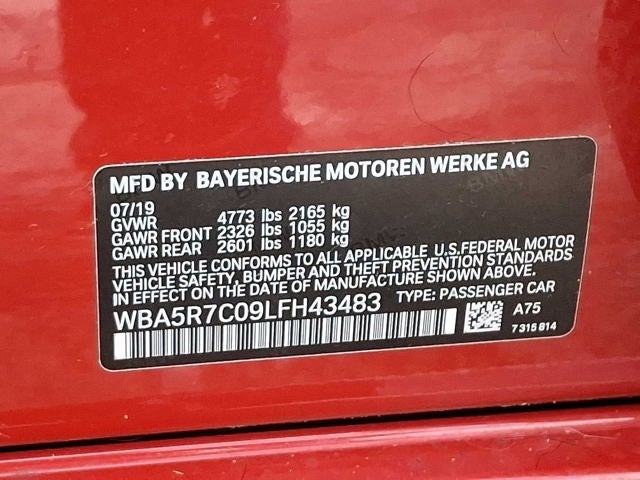 MFD BY BAYERISCHE MOTOREN WERKE AG
07/19
GVWR 4773 lbs 2165 kg
GAWR FRONT 2326 lbs 1055 kg
GAWR REAR 2601 lbs 1180 kg
THIS VEHICLE CONFORMS TO ALL APPLICABLE U.S.FEDERAL MOTOR
VEHICLE SAFETY, BUMPER AND THEFT PREVENTION STANDARDS
IN EFFECT ON THE DATE OF MANUFACTURE SHOWN ABOVE.
WBA5R7C09LFH43483 TYPE: PASSENGER CAR
A75
7 315 814